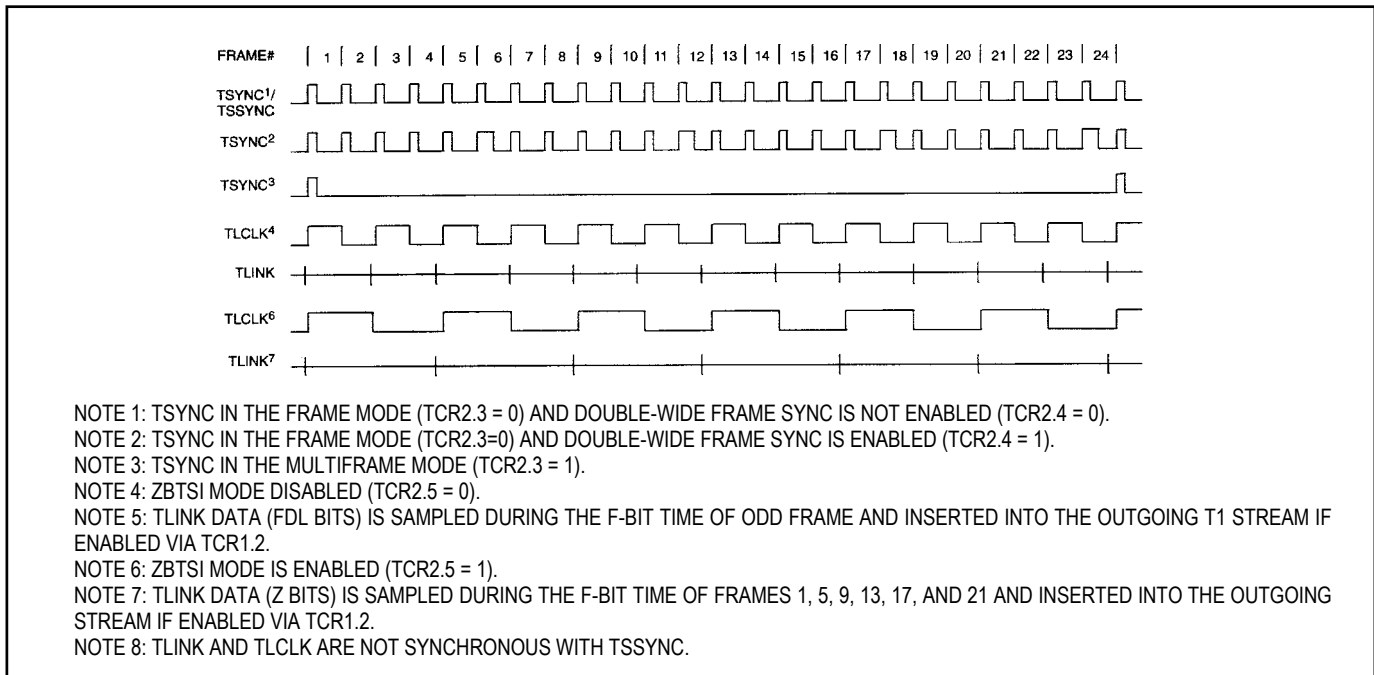 FRAME# | 1 | 2 | 3 | 4 | 5 | 6 | 7 | 8 | 9 | 10 | 11 | 12 | 13 | 14 | 15 | 16 | 17 | 18 | 19 | 20 | 21 | 22 | 23 | 24 |
TSYNC¹/
TSSYNC
TSYNC²
TSYNC³
TLCLK⁴
TLINK
TLCLK⁶
TLINK⁷
NOTE 1: TSYNC IN THE FRAME MODE (TCR2.3 = 0) AND DOUBLE-WIDE FRAME SYNC IS NOT ENABLED (TCR2.4 = 0).
NOTE 2: TSYNC IN THE FRAME MODE (TCR2.3=0) AND DOUBLE-WIDE FRAME SYNC IS ENABLED (TCR2.4 = 1).
NOTE 3: TSYNC IN THE MULTIFRAME MODE (TCR2.3 = 1).
NOTE 4: ZBTSI MODE DISABLED (TCR2.5 = 0).
NOTE 5: TLINK DATA (FDL BITS) IS SAMPLED DURING THE F-BIT TIME OF ODD FRAME AND INSERTED INTO THE OUTGOING T1 STREAM IF
ENABLED VIA TCR1.2.
NOTE 6: ZBTSI MODE IS ENABLED (TCR2.5 = 1).
NOTE 7: TLINK DATA (Z BITS) IS SAMPLED DURING THE F-BIT TIME OF FRAMES 1, 5, 9, 13, 17, AND 21 AND INSERTED INTO THE OUTGOING
STREAM IF ENABLED VIA TCR1.2.
NOTE 8: TLINK AND TLCLK ARE NOT SYNCHRONOUS WITH TSSYNC.